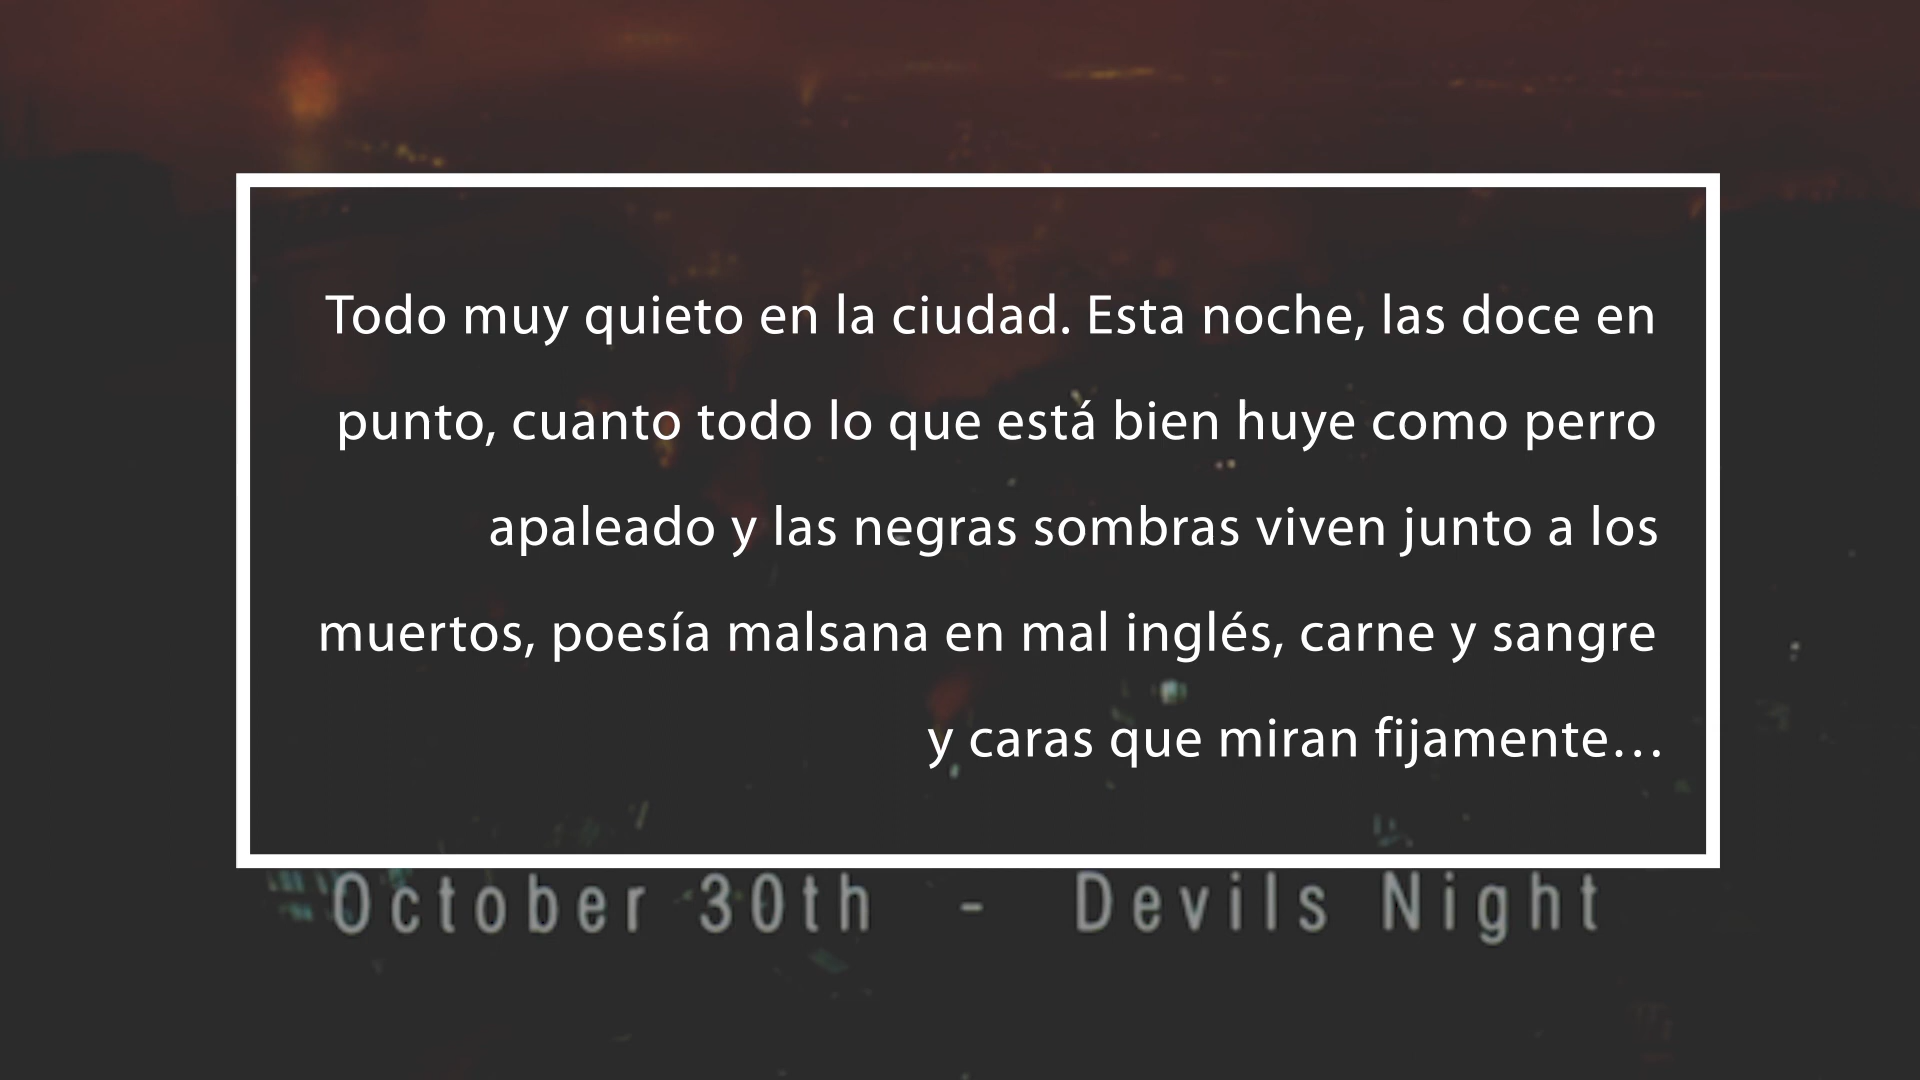 Todo muy quieto en la ciudad. Esta noche, las doce en
punto, cuanto todo lo que está bien huye como perro
apaleado y las negras sombras viven junto a los
muertos, poesía malsana en mal inglés, carne y sangre
y caras que miran fijamente…
October 30th - Devils Night